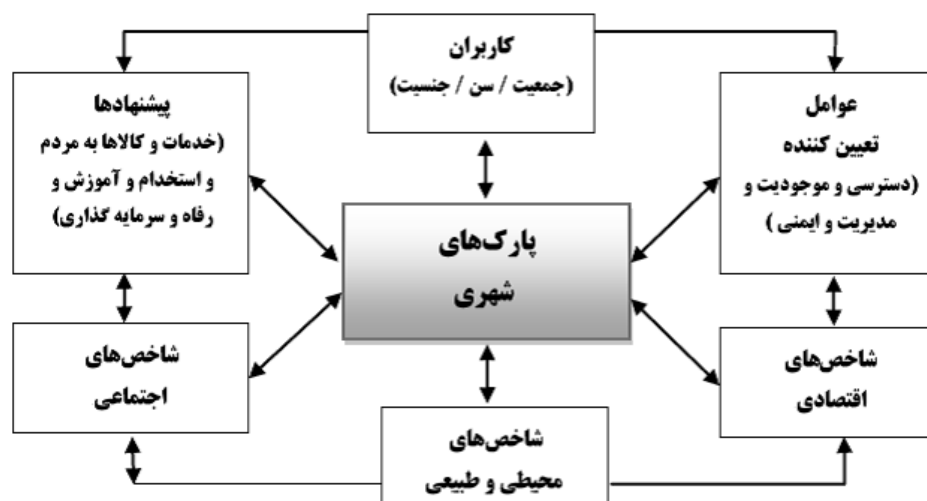 کاربران
(جمعیت / سن / جنسیت)
عوامل
تعیین کننده
(دسترسی و موجودیت و
مدیریت و ایمنی )
پیشنهادها
(خدمات و کالاها به مردم
و استخدام و آموزش و
رفاه و سرمایه گذاری)
پارک‌های
شهری
شاخص‌های
اقتصادی
شاخص‌های
اجتماعی
شاخص‌های
محیطی و طبیعی